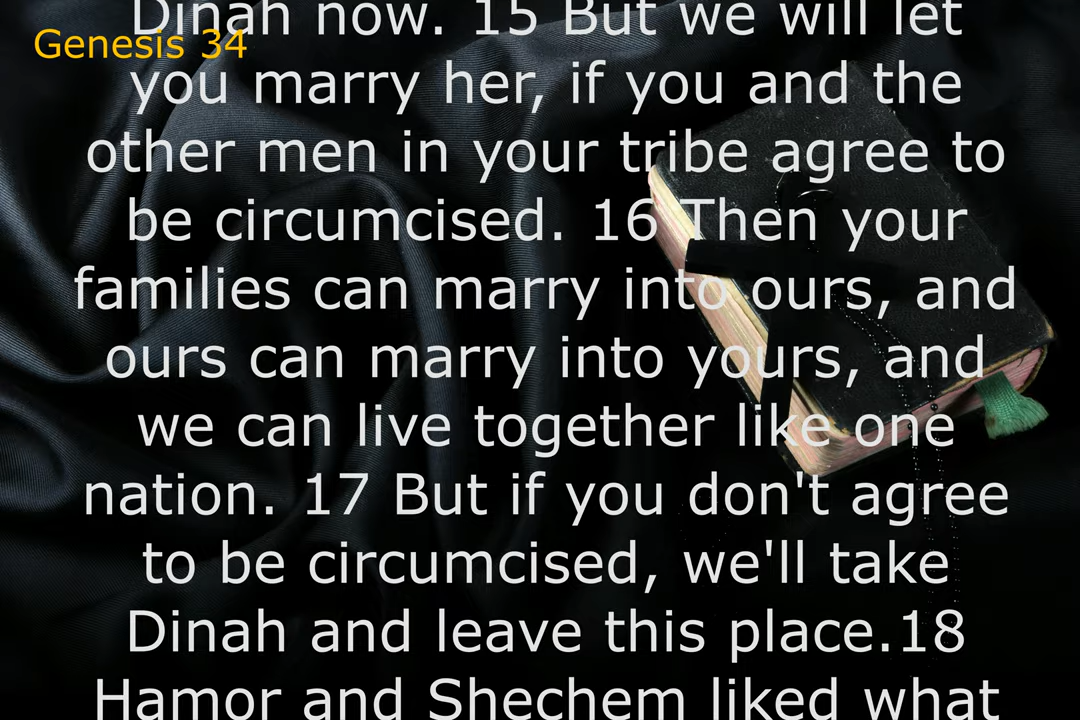 Dinah now. 15 But we will let
Genesis 34
you marry her, if you and the
other men in your tribe agree to
be circumcised. 16 Then your
families can marry into ours, and
ours can marry into yours, and
we can live together like one
nation. 17 But if you don't agree
to be circumcised, we'll take
Dinah and leave this place.18
Hamor and Shechem liked what